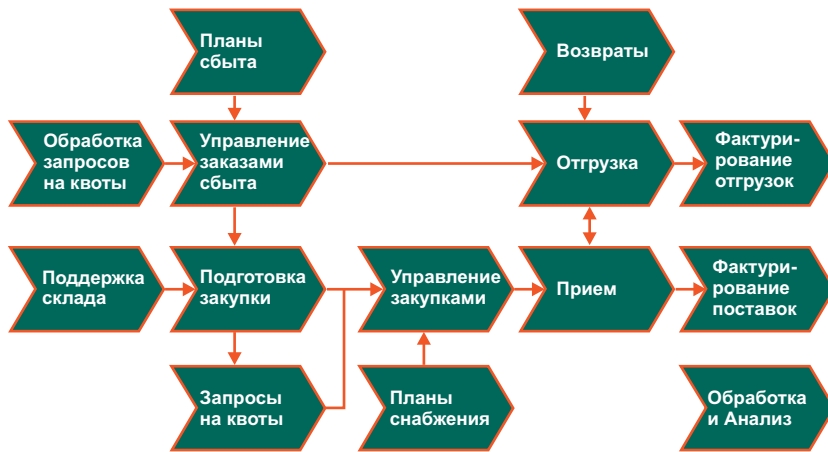 Планы
сбыта
Возвраты
Обработка
запросов
на квоты
Управление
заказами
сбыта
Отгрузка
Фактури-
рование
отгрузок
Поддержка
склада
Подготовка
закупки
Управление
закупками
Прием
Фактури-
рование
поставок
Запросы
на квоты
Планы
снабжения
Обработка
и Анализ